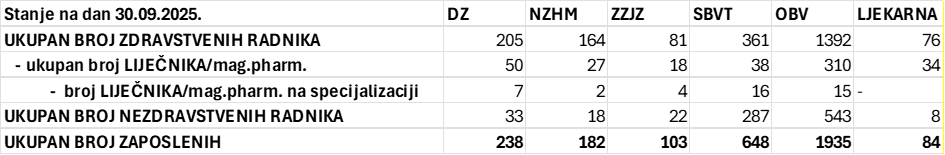 Stanje na dan 30.09.2025. DZ NZHM ZZJZ SBVT OBV LJEKARNA
UKUPAN BROJ ZDRAVSTVENIH RADNIKA 205 164 81 361 1392 76
- ukupan broj LIJEČNIKA/mag.pharm. 50 27 18 38 310 34
- broj LIJEČNIKA/mag.pharm. na specijalizaciji 7 2 4 16 15 -
UKUPAN BROJ NEZDRAVSTVENIH RADNIKA 33 18 22 287 543 8
UKUPAN BROJ ZAPOSLENIH 238 182 103 648 1935 84